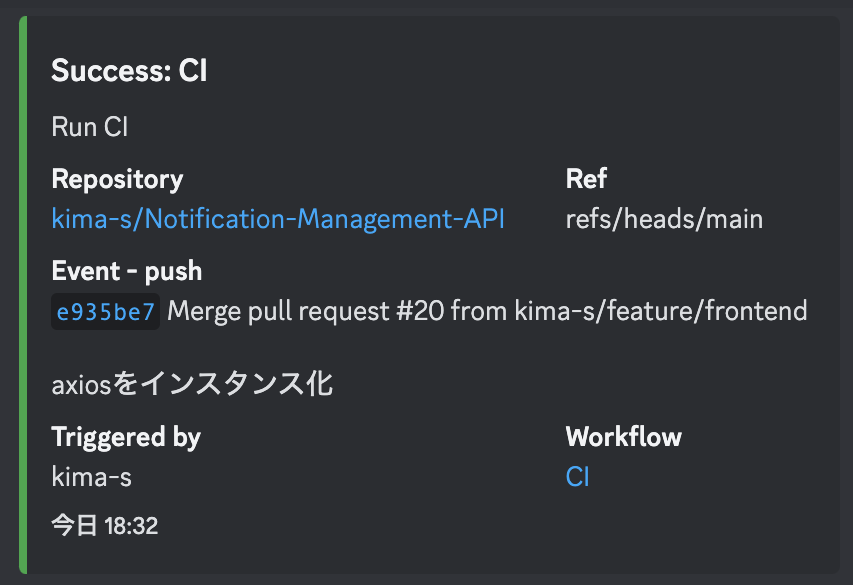 Success: CI
Run CI
Repository
kima-s/Notification-Management-API
Ref
refs/heads/main
Event - push
e935be7 Merge pull request #20 from kima-s/feature/frontend
axiosをインスタンス化
Triggered by
kima-s
Workflow
CI
今日 18:32